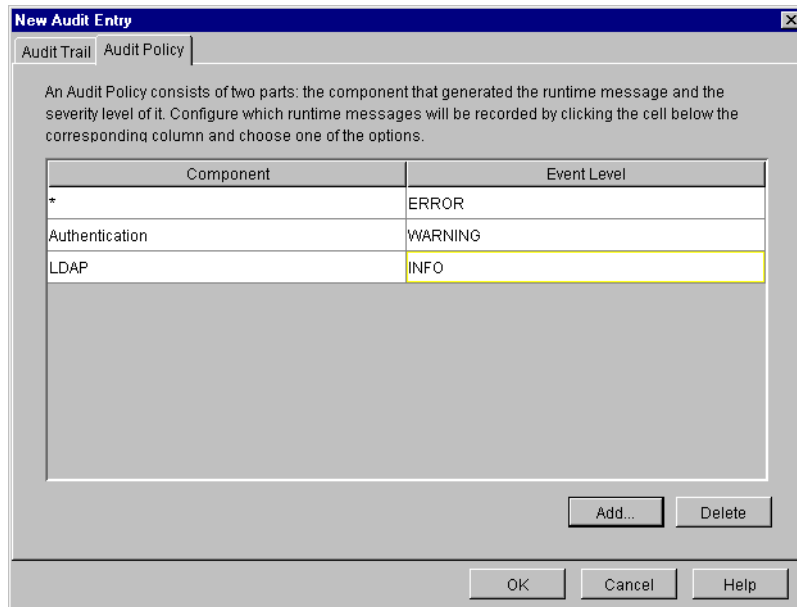 New Audit Entry
Audit Trail Audit Policy
An Audit Policy consists of two parts: the component that generated the runtime message and the
severity level of it. Configure which runtime messages will be recorded by clicking the cell below the
corresponding column and choose one of the options.
Component Event Level
* ERROR
Authentication WARNING
LDAP INFO
Add... Delete
OK Cancel Help